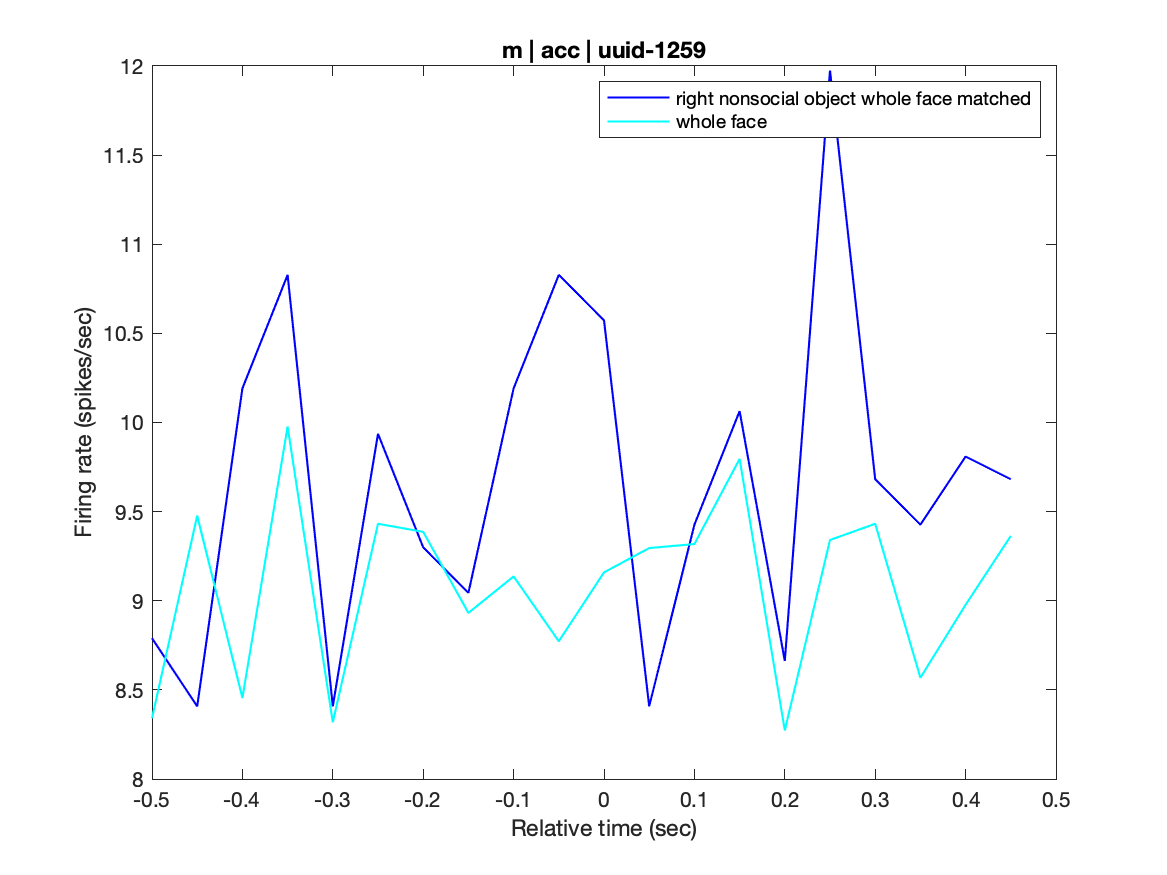 m | acc | uuid-1259
12
11.5
11
10.5
10
9.5
9
8.5
8
Firing rate (spikes/sec)
right nonsocial object whole face matched
whole face
-0.5 -0.4 -0.3 -0.2 -0.1 0 0.1 0.2 0.3 0.4 0.5
Relative time (sec)